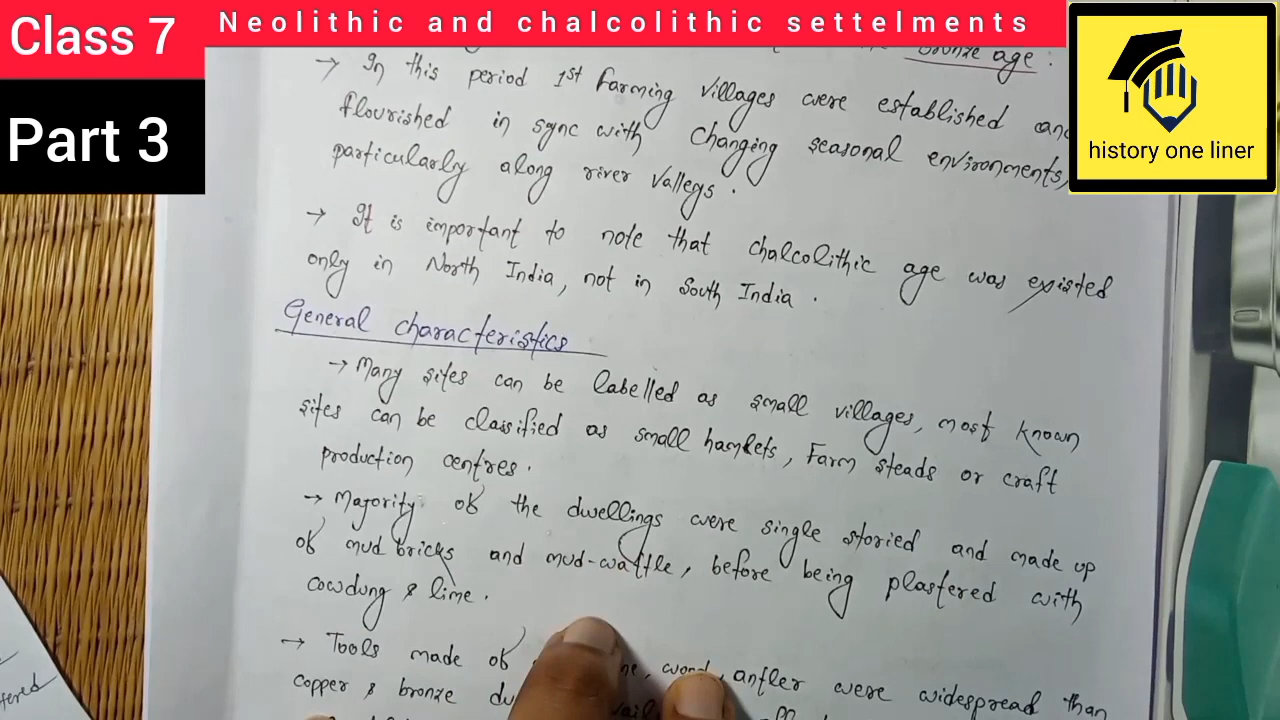 Class 7
Neolithic and chalcolithic settelments
Part 3
history one liner
Bronze age :
→ In this period 1st Farming villages were established and
flourished in sync with changing seasonal environments,
particularly along river valleys.
→ It is important to note that chalcolithic age was existed
only in North India, not in South India.
General characteristics
→ Many sites can be labelled as small villages, most known
sites can be classified as small hamlets, Farm steads or craft
production centres.
→ Majority of the dwellings were single storied and made up
of mud bricks and mud-wattle, before being plastered with
cowdung & lime.
→ Tools made of wood, antler were widespread than
copper & bronze